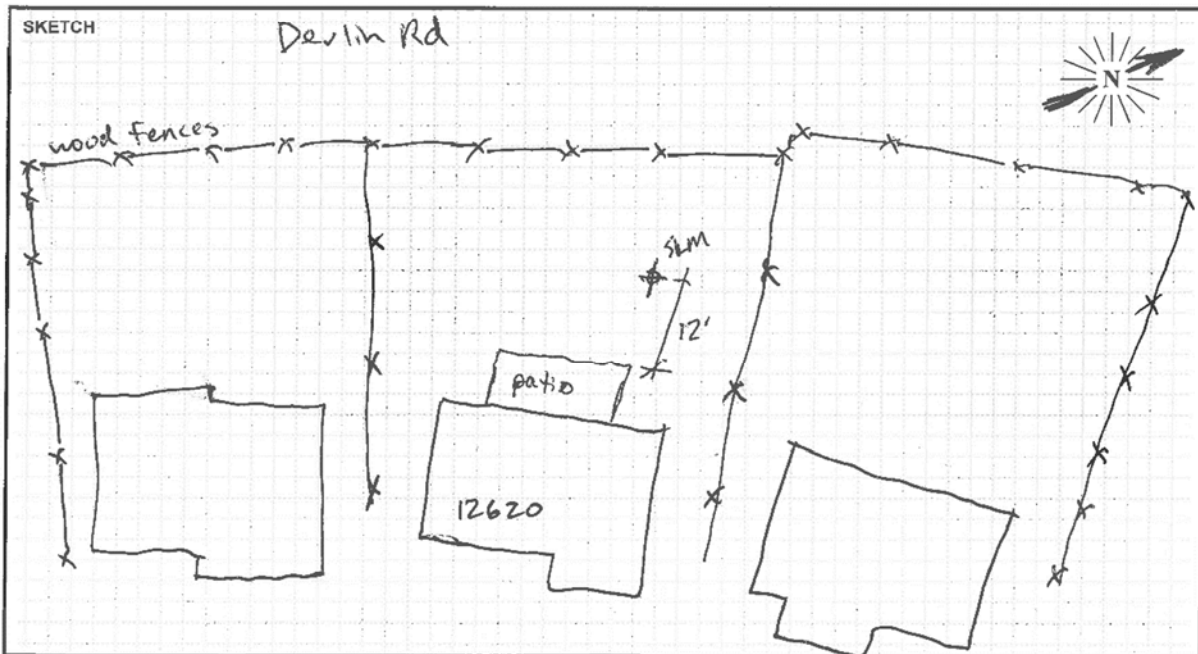 SKETCH
Devlin Rd
N
wood fences
SLM
12'
patio
12620